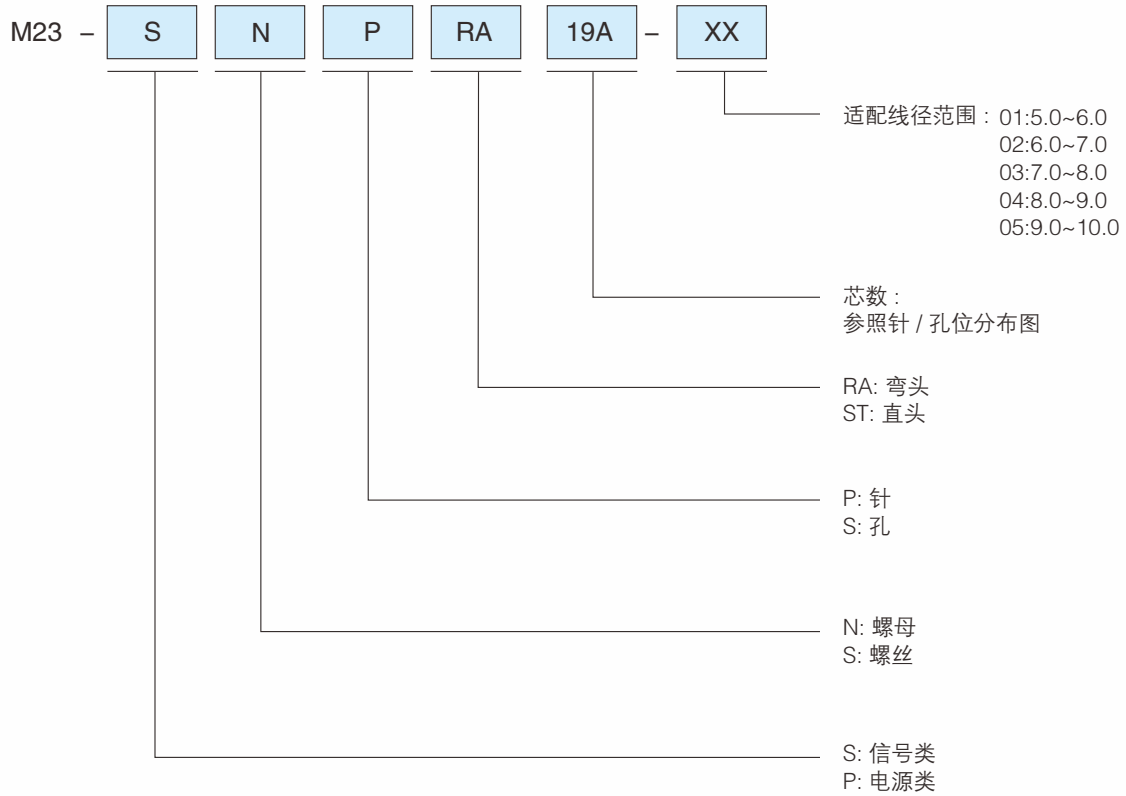 M23 – S N P RA 19A – XX
适配线径范围 : 01:5.0~6.0
02:6.0~7.0
03:7.0~8.0
04:8.0~9.0
05:9.0~10.0
芯数 :
参照针 / 孔位分布图
RA: 弯头
ST: 直头
P: 针
S: 孔
N: 螺母
S: 螺丝
S: 信号类
P: 电源类